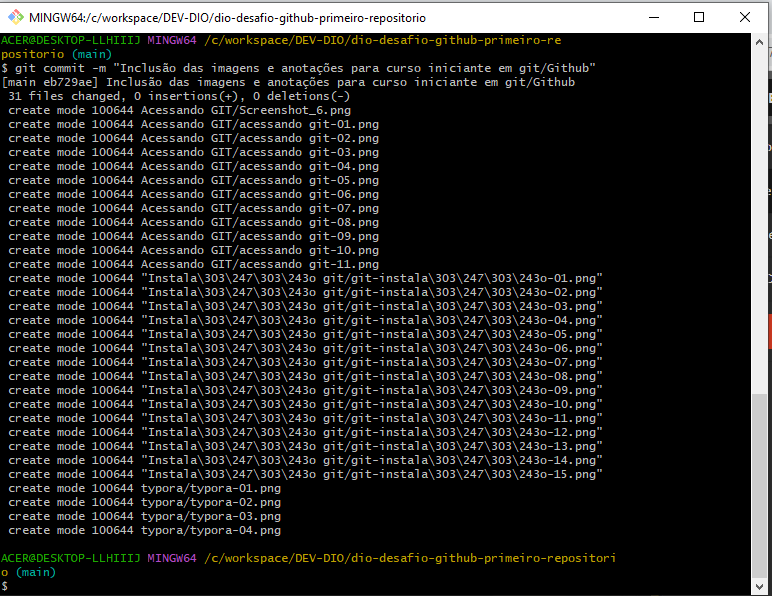 MINGW64:/c/workspace/DEV-DIO/dio-desafio-github-primeiro-repositorio
ACER@DESKTOP-LLHIIIJ MINGW64 /c/workspace/DEV-DIO/dio-desafio-github-primeiro-re
positorio (main)
$ git commit -m "Inclusão das imagens e anotações para curso iniciante em git/Github"
[main eb729ae] Inclusão das imagens e anotações para curso iniciante em git/Github
 31 files changed, 0 insertions(+), 0 deletions(-)
 create mode 100644 Acessando GIT/Screenshot_6.png
 create mode 100644 Acessando GIT/acessando git-01.png
 create mode 100644 Acessando GIT/acessando git-02.png
 create mode 100644 Acessando GIT/acessando git-03.png
 create mode 100644 Acessando GIT/acessando git-04.png
 create mode 100644 Acessando GIT/acessando git-05.png
 create mode 100644 Acessando GIT/acessando git-06.png
 create mode 100644 Acessando GIT/acessando git-07.png
 create mode 100644 Acessando GIT/acessando git-08.png
 create mode 100644 Acessando GIT/acessando git-09.png
 create mode 100644 Acessando GIT/acessando git-10.png
 create mode 100644 Acessando GIT/acessando git-11.png
 create mode 100644 "Instala\303\247\303\243o git/git-instala\303\247\303\243o-01.png"
 create mode 100644 "Instala\303\247\303\243o git/git-instala\303\247\303\243o-02.png"
 create mode 100644 "Instala\303\247\303\243o git/git-instala\303\247\303\243o-03.png"
 create mode 100644 "Instala\303\247\303\243o git/git-instala\303\247\303\243o-04.png"
 create mode 100644 "Instala\303\247\303\243o git/git-instala\303\247\303\243o-05.png"
 create mode 100644 "Instala\303\247\303\243o git/git-instala\303\247\303\243o-06.png"
 create mode 100644 "Instala\303\247\303\243o git/git-instala\303\247\303\243o-07.png"
 create mode 100644 "Instala\303\247\303\243o git/git-instala\303\247\303\243o-08.png"
 create mode 100644 "Instala\303\247\303\243o git/git-instala\303\247\303\243o-09.png"
 create mode 100644 "Instala\303\247\303\243o git/git-instala\303\247\303\243o-10.png"
 create mode 100644 "Instala\303\247\303\243o git/git-instala\303\247\303\243o-11.png"
 create mode 100644 "Instala\303\247\303\243o git/git-instala\303\247\303\243o-12.png"
 create mode 100644 "Instala\303\247\303\243o git/git-instala\303\247\303\243o-13.png"
 create mode 100644 "Instala\303\247\303\243o git/git-instala\303\247\303\243o-14.png"
 create mode 100644 "Instala\303\247\303\243o git/git-instala\303\247\303\243o-15.png"
 create mode 100644 typora/typora-01.png
 create mode 100644 typora/typora-02.png
 create mode 100644 typora/typora-03.png
 create mode 100644 typora/typora-04.png
ACER@DESKTOP-LLHIIIJ MINGW64 /c/workspace/DEV-DIO/dio-desafio-github-primeiro-repositori
o (main)
$